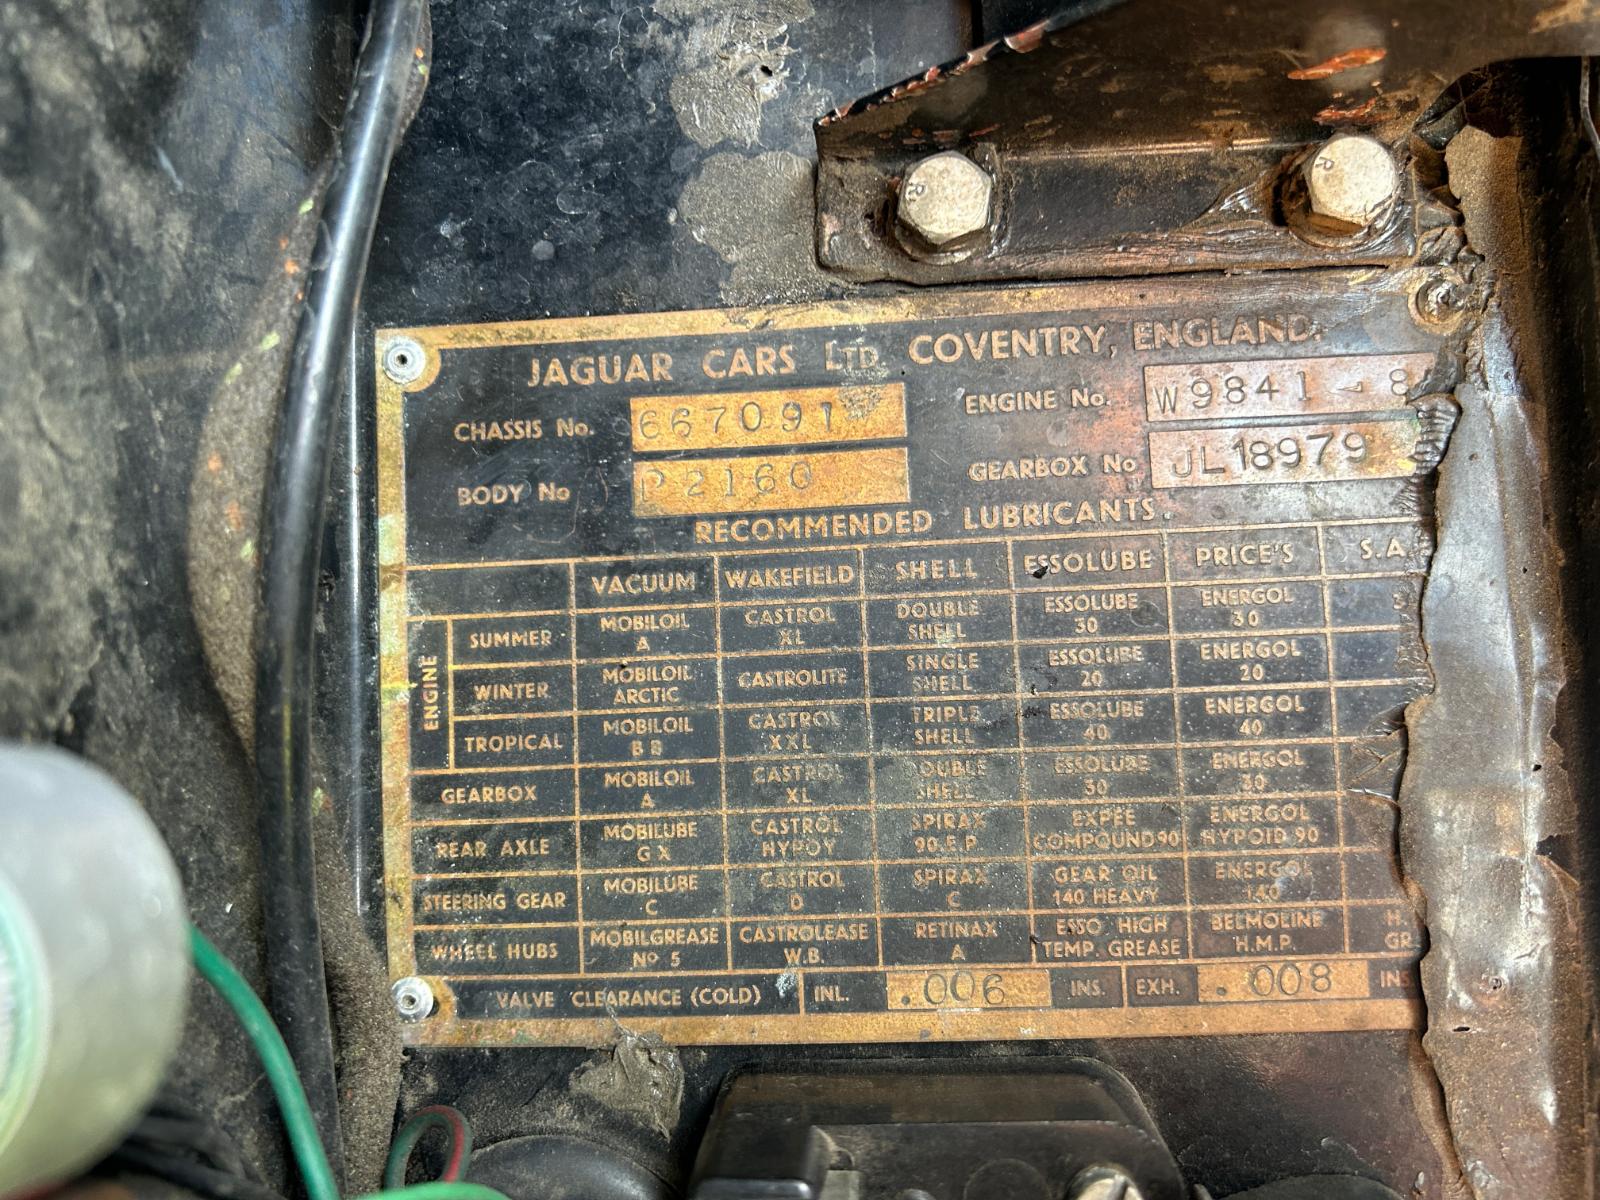 JAGUAR CARS LTD. COVENTRY, ENGLAND.
CHASSIS No. 667091 ENGINE No. W9841-8
BODY No P2160 GEARBOX No JL18979
RECOMMENDED LUBRICANTS.
VACUUM WAKEFIELD SHELL ESSOLUBE PRICE'S S.A.
ENGINE
SUMMER MOBILOIL A CASTROL XL DOUBLE SHELL ESSOLUBE 30 ENERGOL 30
WINTER MOBILOIL ARCTIC CASTROLITE SINGLE SHELL ESSOLUBE 20 ENERGOL 20
TROPICAL MOBILOIL BB CASTROL XXL TRIPLE SHELL ESSOLUBE 40 ENERGOL 40
GEARBOX MOBILOIL A CASTROL XL DOUBLE SHELL ESSOLUBE 30 ENERGOL 30
REAR AXLE MOBILUBE GX CASTROL HYPOY SPIRAX 90.E.P. EXPEE COMPOUND 90 ENERGOL HYPOID 90
STEERING GEAR MOBILUBE C CASTROL D SPIRAX C GEAR OIL 140 HEAVY ENERGOL 140
WHEEL HUBS MOBILGREASE No 5 CASTROLEASE W.B. RETINAX A ESSO HIGH TEMP. GREASE BELMOLINE H.M.P. H. GR
VALVE CLEARANCE (COLD) INL. .006 INS. EXH. .008 INS